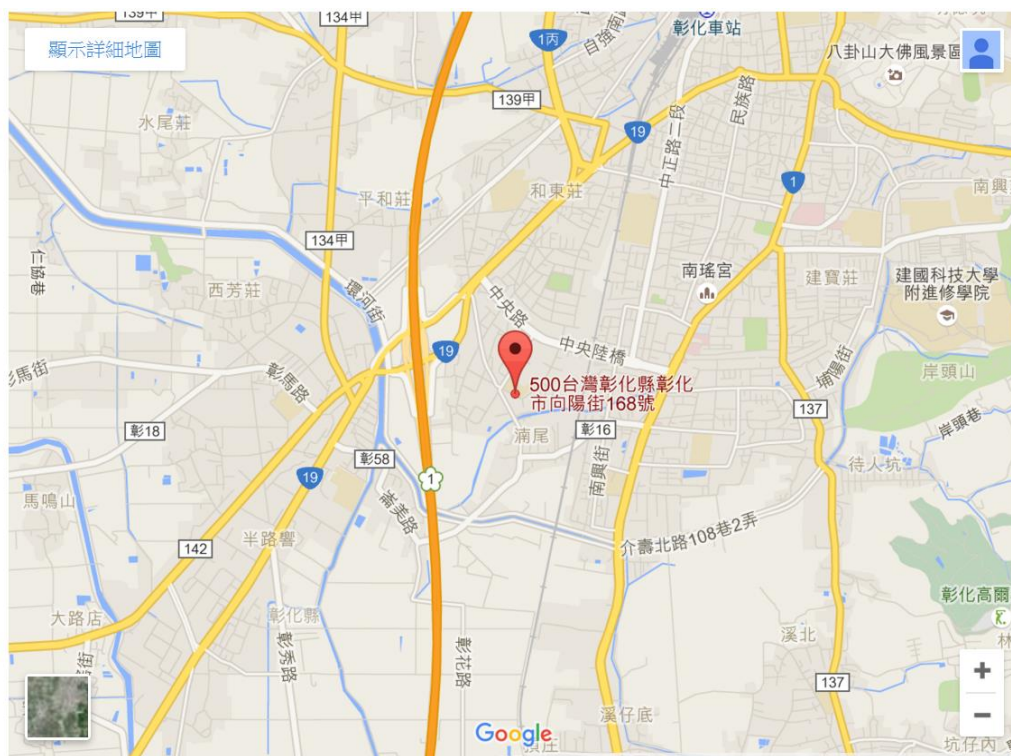 134甲
134甲
1丙
自強南路
彰化車站
八卦山大佛風景區
顯示詳細地圖
139甲
139甲
水尾莊
19
中正路二段
民族路
1
和東莊
平和莊
南興
134甲
仁協巷
南瑤宮
建寶莊
建國科技大學
附進修學院
西芳莊
環河街
中央路
19
中央陸橋
彰馬街
埔陽街
岸頭山
彰馬路
500台灣彰化縣彰化
市向陽街168號
137
彰18
湳尾
彰16
岸頭巷
彰58
南興街
待人坑
19
1
馬鳴山
崙美路
142
半路響
介壽北路108巷2弄
彰化高爾
大路店
彰化縣
彰秀路
彰花路
溪北
林
137
+
−
溪仔底
Google
坑仔內